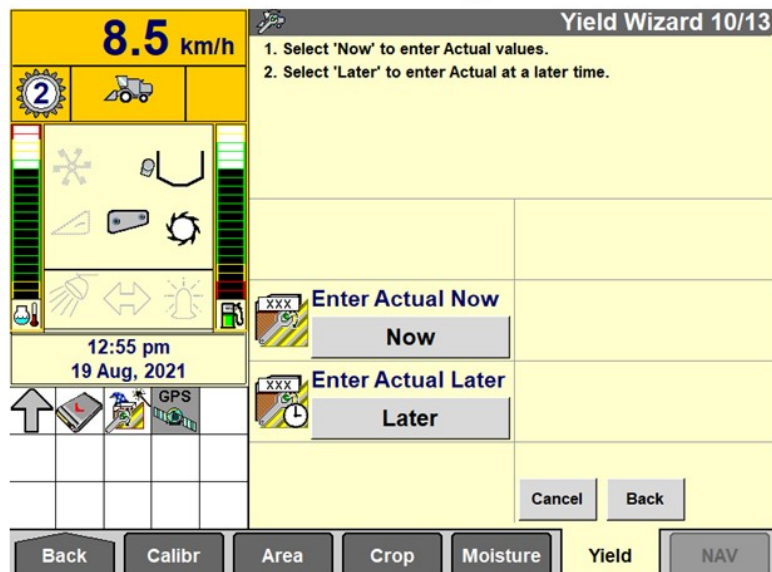 8.5 km/h
2
12:55 pm
19 Aug, 2021
L
GPS
Yield Wizard 10/13
1. Select 'Now' to enter Actual values.
2. Select 'Later' to enter Actual at a later time.
XXX
Enter Actual Now
Now
XXX
Enter Actual Later
Later
Cancel
Back
Back
Calibr
Area
Crop
Moisture
Yield
NAV